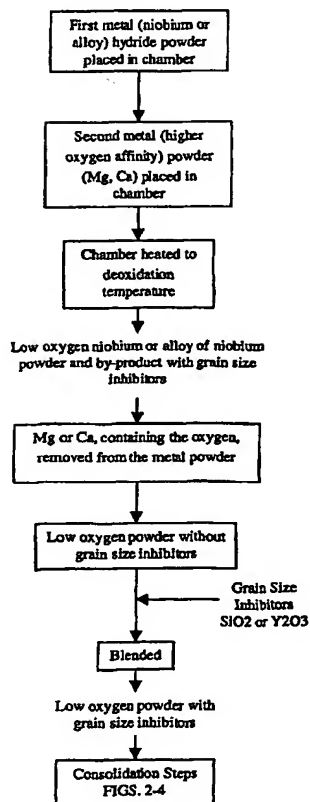 First metal (niobium or
alloy) hydride powder
placed in chamber
Second metal (higher
oxygen affinity) powder
(Mg, Ca) placed in
chamber
Chamber heated to
deoxidation
temperature
Low oxygen niobium or alloy of niobium
powder and by-product with grain size
inhibitors
Mg or Ca, containing the oxygen,
removed from the metal powder
Low oxygen powder without
grain size inhibitors
Grain Size
Inhibitors
SiO2 or Y2O3
Blended
Low oxygen powder with
grain size inhibitors
Consolidation Steps
FIGS. 2-4